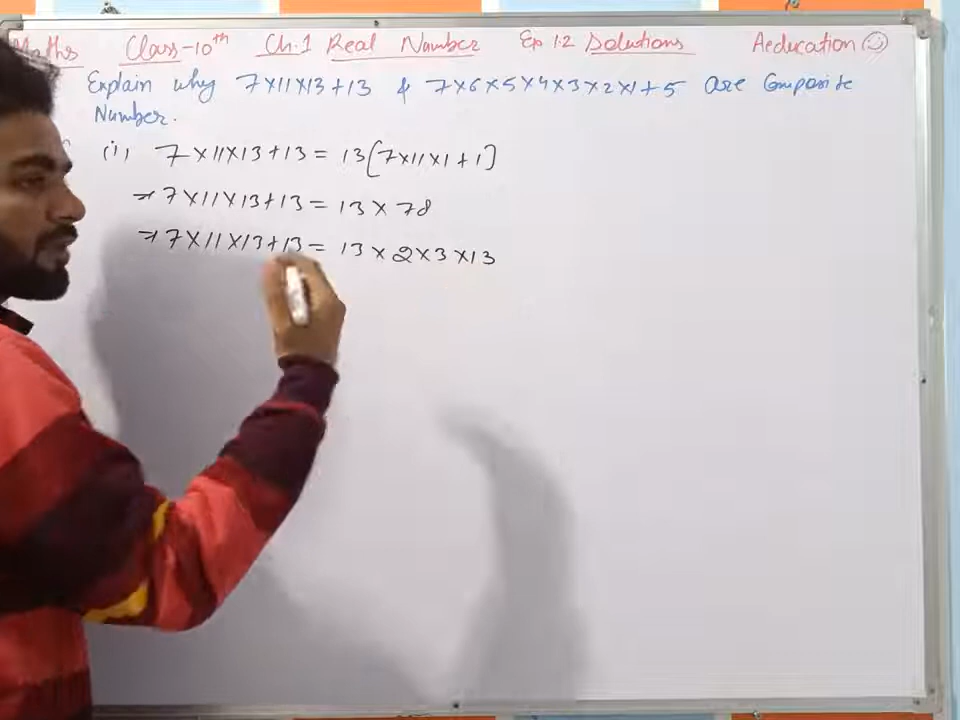 Maths Class-10th Ch.1 Real Number Ex 1.2 Solutions Aeducation
Explain why 7×11×13+13 & 7×6×5×4×3×2×1+5 are Composite
Number.
(i) 7×11×13+13 = 13[7×11×1+1]
⇒ 7×11×13+13 = 13×78
⇒ 7×11×13+13 = 13×2×3×13